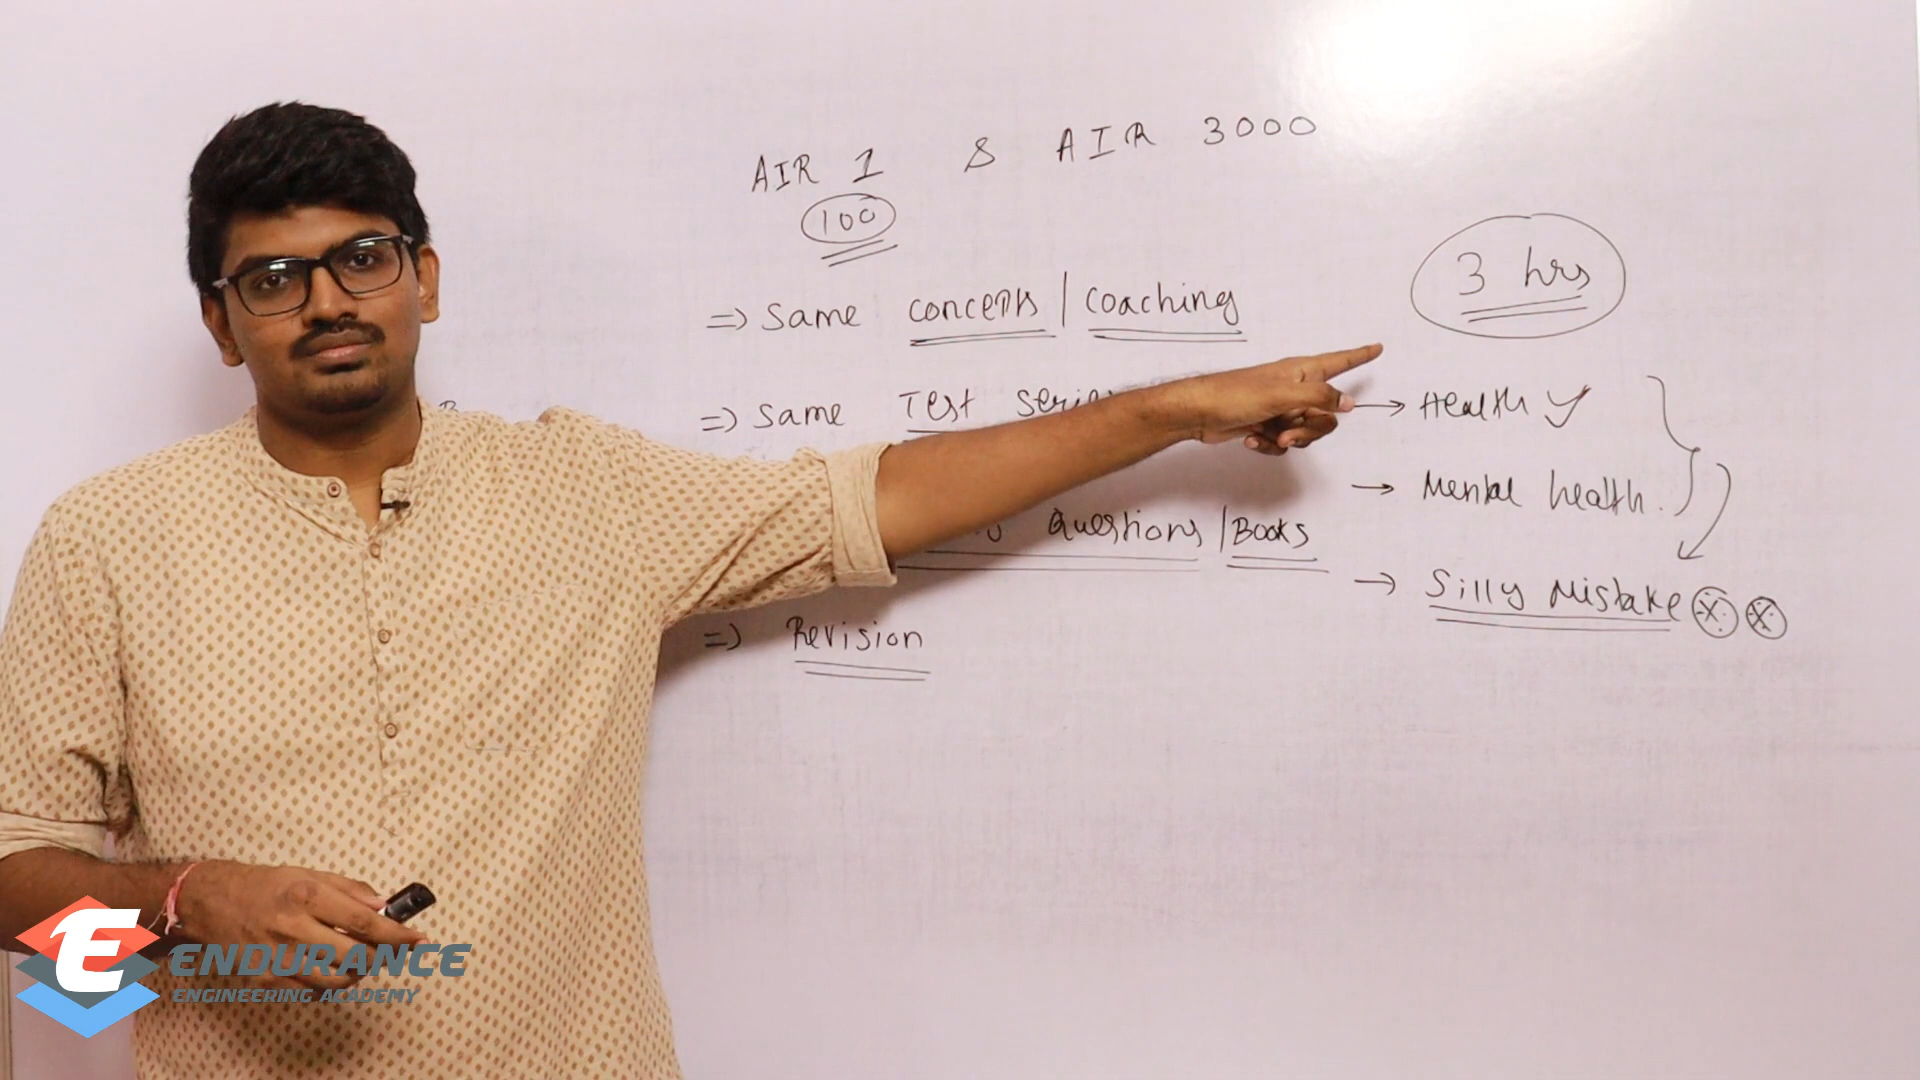 AIR 1 & AIR 3000
100
3 hrs
=> Same concepts | coaching
=> Same Test series
→ Health ✓
→ Mental health.
Questions | Books
→ Silly Mistake
=> Revision
E ENDURANCE
ENGINEERING ACADEMY